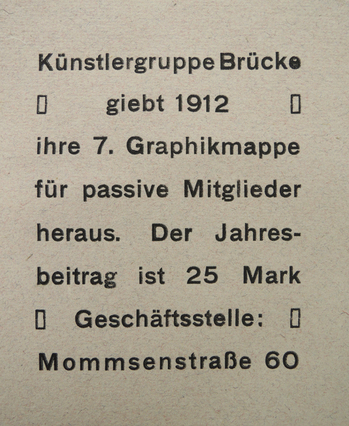 Künstlergruppe Brücke
▯ giebt 1912 ▯
ihre 7. Graphikmappe
für passive Mitglieder
heraus. Der Jahres-
beitrag ist 25 Mark
▯ Geschäftsstelle: ▯
Mommsenstraße 60